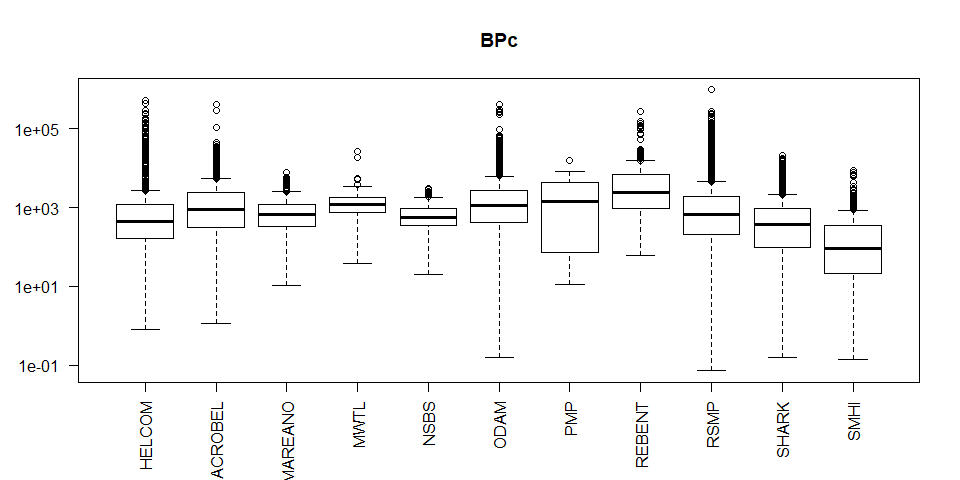 BPc
1e+05
1e+03
1e+01
1e-01
HELCOM
ACROBEL
MAREANO
MWTL
NSBS
ODAM
PMP
REBENT
RSMP
SHARK
SMHI